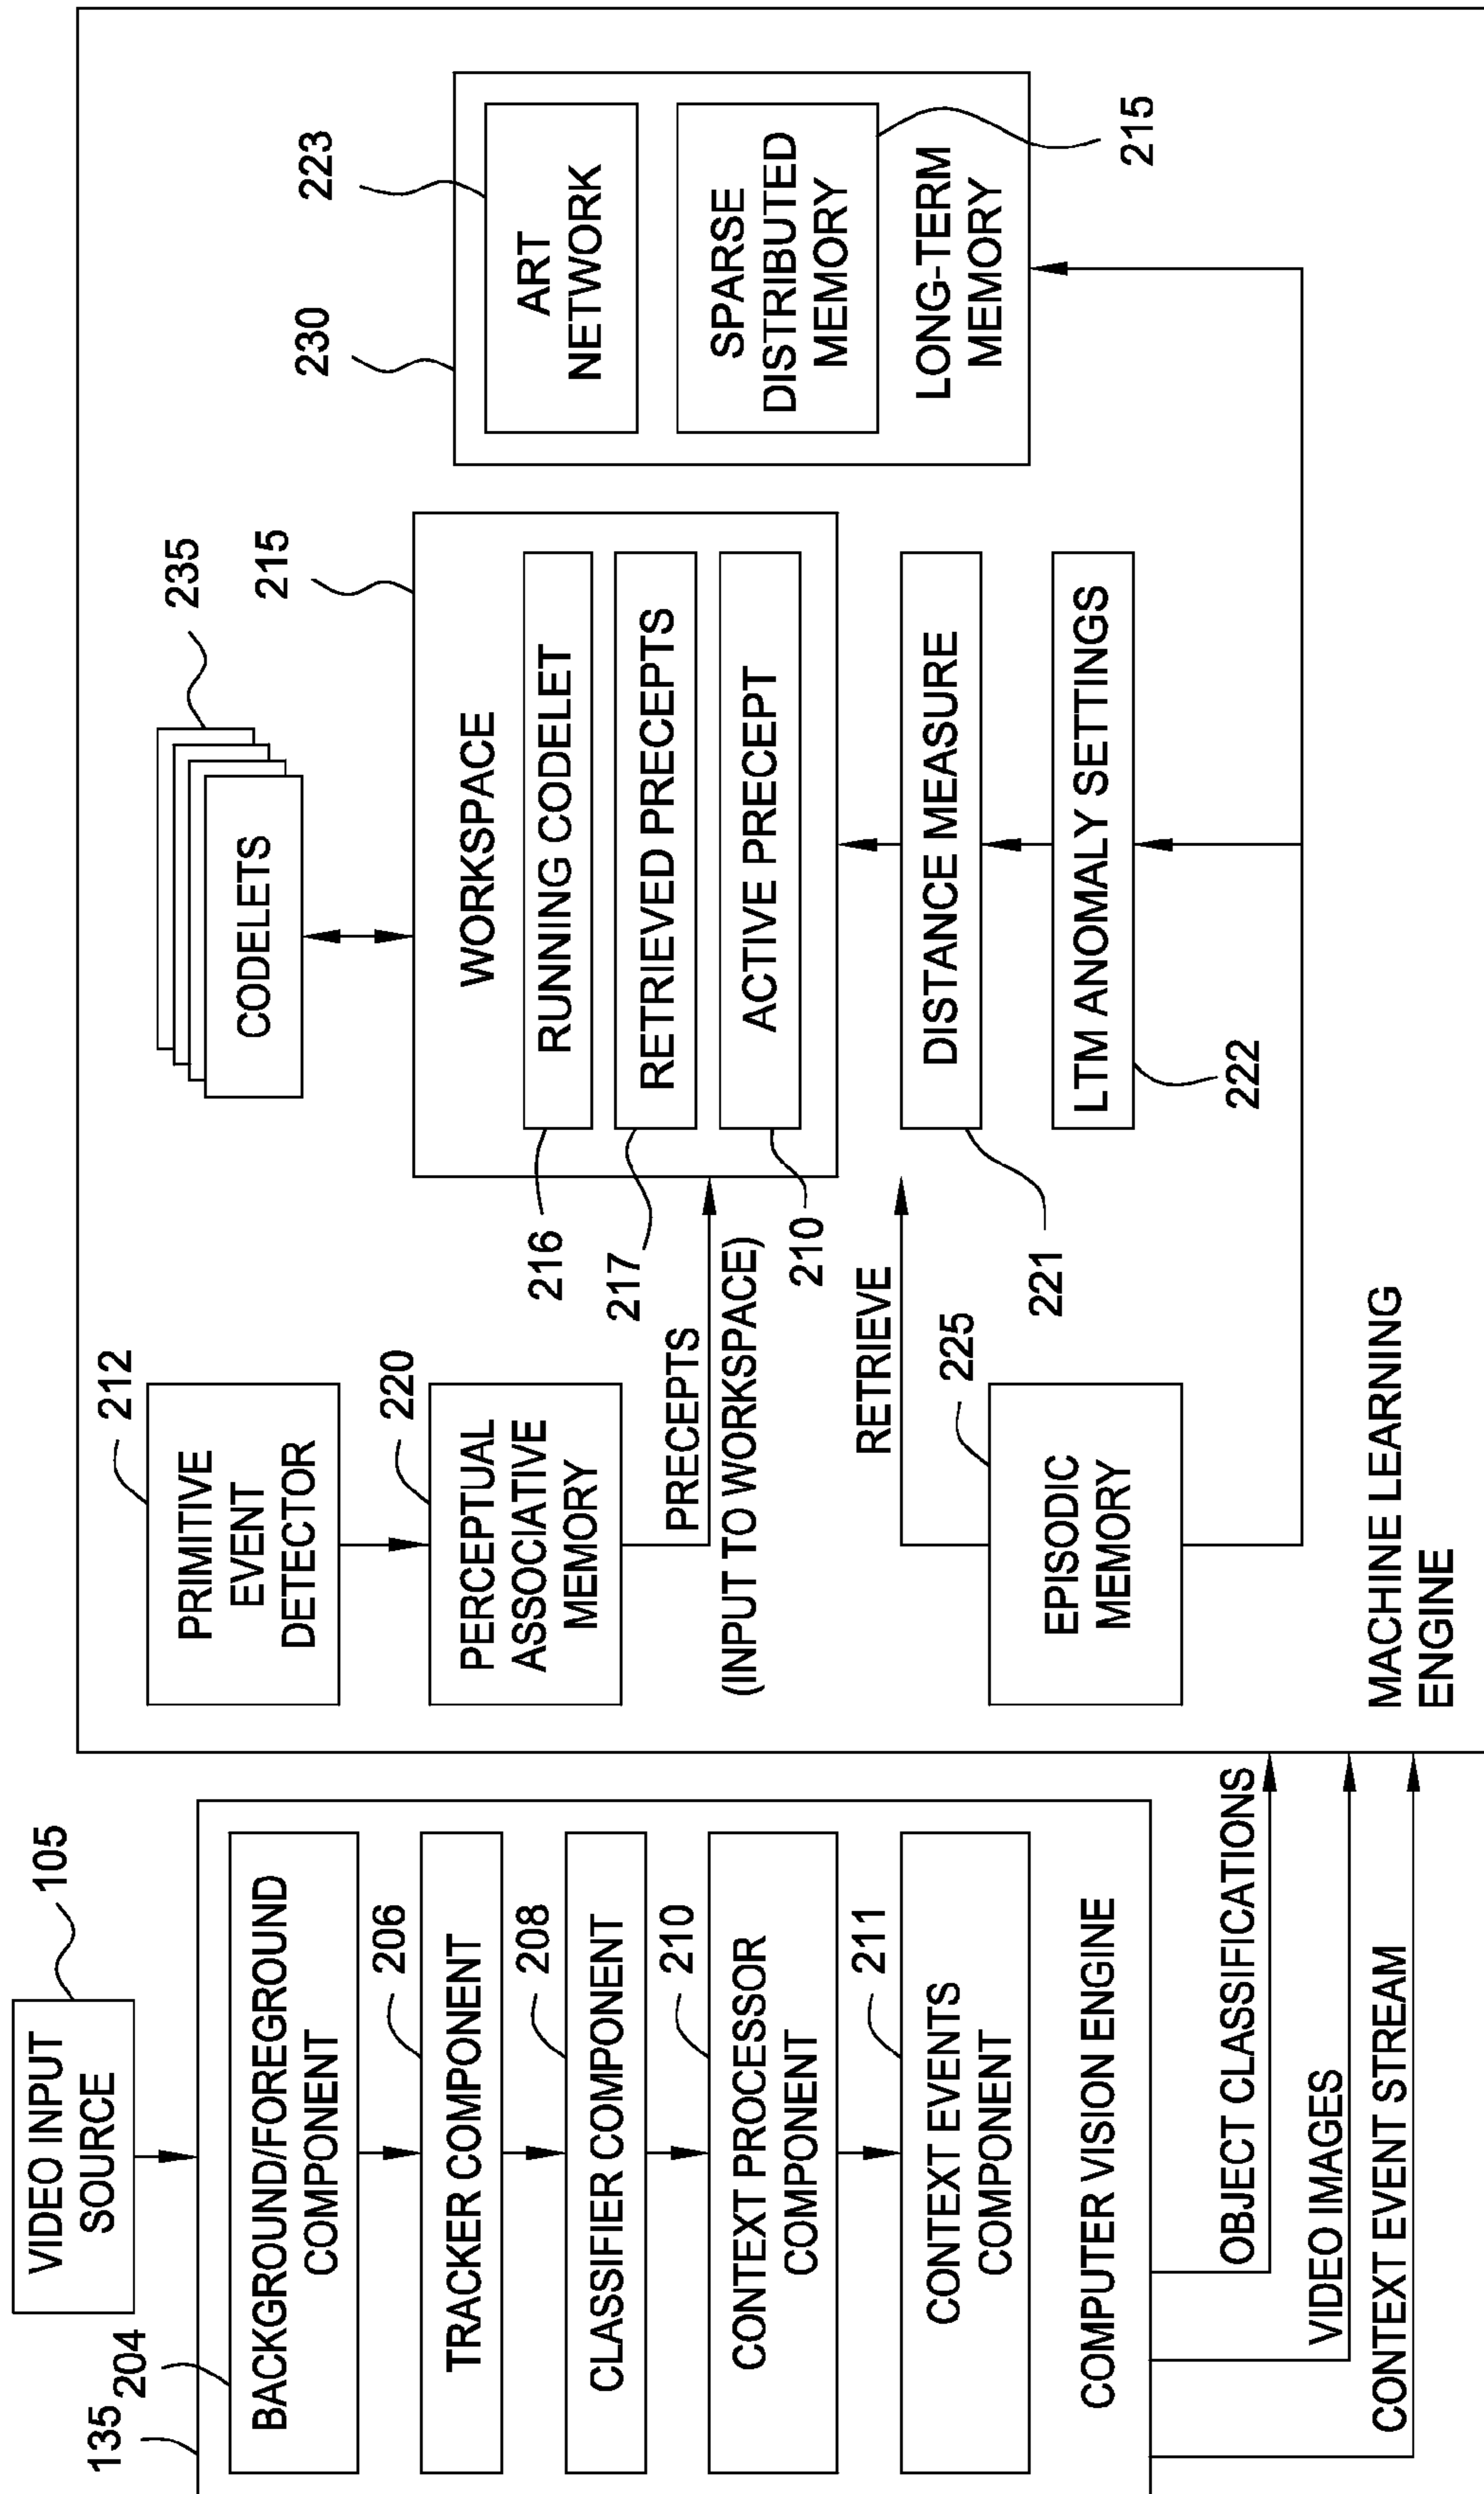 VIDEO INPUT
SOURCE
105
135
204
BACKGROUND/FOREGROUND
COMPONENT
206
TRACKER COMPONENT
208
CLASSIFIER COMPONENT
210
CONTEXT PROCESSOR
COMPONENT
211
CONTEXT EVENTS
COMPONENT
COMPUTER VISION ENGINE
OBJECT CLASSIFICATIONS
VIDEO IMAGES
CONTEXT EVENT STREAM
212
PRIMITIVE
EVENT
DETECTOR
220
PERCEPTUAL
ASSOCIATIVE
MEMORY
PRECEPTS
(INPUT TO WORKSPACE)
RETRIEVE
225
EPISODIC
MEMORY
MACHINE LEARNING
ENGINE
235
CODELETS
215
WORKSPACE
RUNNING CODELET
216
RETRIEVED PRECEPTS
217
ACTIVE PRECEPT
210
DISTANCE MEASURE
221
LTM ANOMALY SETTINGS
222
223
230
ART
NETWORK
SPARSE
DISTRIBUTED
MEMORY
LONG-TERM
MEMORY
215